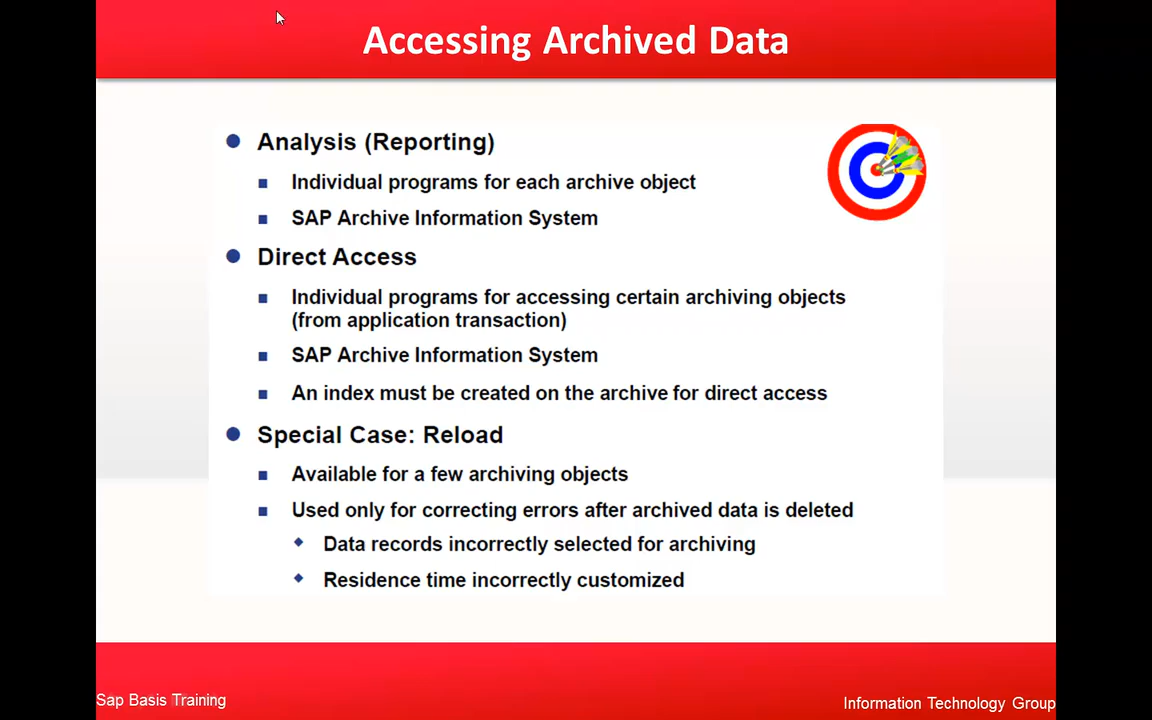 Accessing Archived Data
Analysis (Reporting)
Individual programs for each archive object
SAP Archive Information System
Direct Access
Individual programs for accessing certain archiving objects
(from application transaction)
SAP Archive Information System
An index must be created on the archive for direct access
Special Case: Reload
Available for a few archiving objects
Used only for correcting errors after archived data is deleted
Data records incorrectly selected for archiving
Residence time incorrectly customized
Sap Basis Training
Information Technology Group